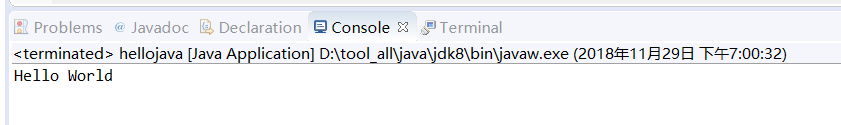 Problems @ Javadoc Declaration Console Terminal
<terminated> hellojava [Java Application] D:\tool_all\java\jdk8\bin\javaw.exe (2018年11月29日 下午7:00:32)
Hello World